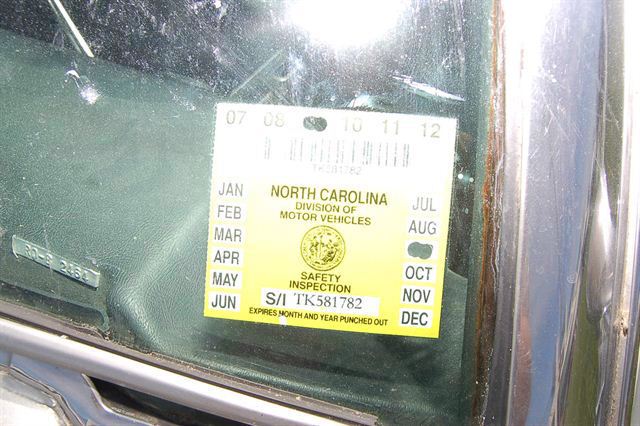 07 08 10 11 12
TK581782
JAN
FEB
MAR
APR
MAY
JUN
NORTH CAROLINA
DIVISION OF
MOTOR VEHICLES
SAFETY
INSPECTION
S/I TK581782
EXPIRES MONTH AND YEAR PUNCHED OUT
JUL
AUG
OCT
NOV
DEC